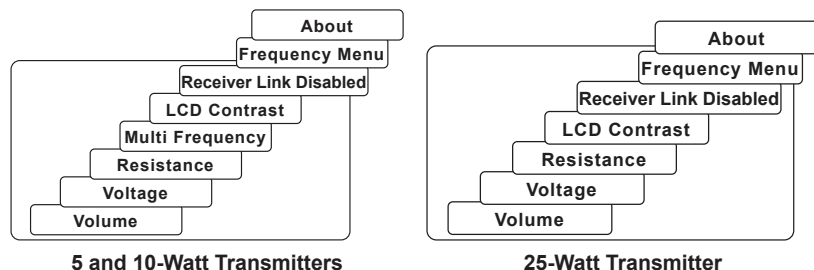 About
Frequency Menu
Receiver Link Disabled
LCD Contrast
Multi Frequency
Resistance
Voltage
Volume
5 and 10-Watt Transmitters
About
Frequency Menu
Receiver Link Disabled
LCD Contrast
Resistance
Voltage
Volume
25-Watt Transmitter